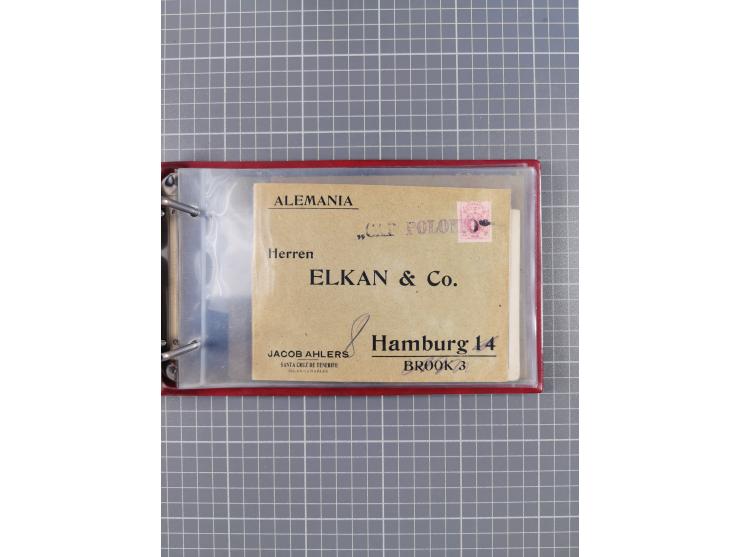 ALEMANIA
„CAP POLONIO“
Herren
ELKAN & Co.
Hamburg 14
8
BROOK 3
JACOB AHLERS
SANTA CRUZ DE TENERIFE